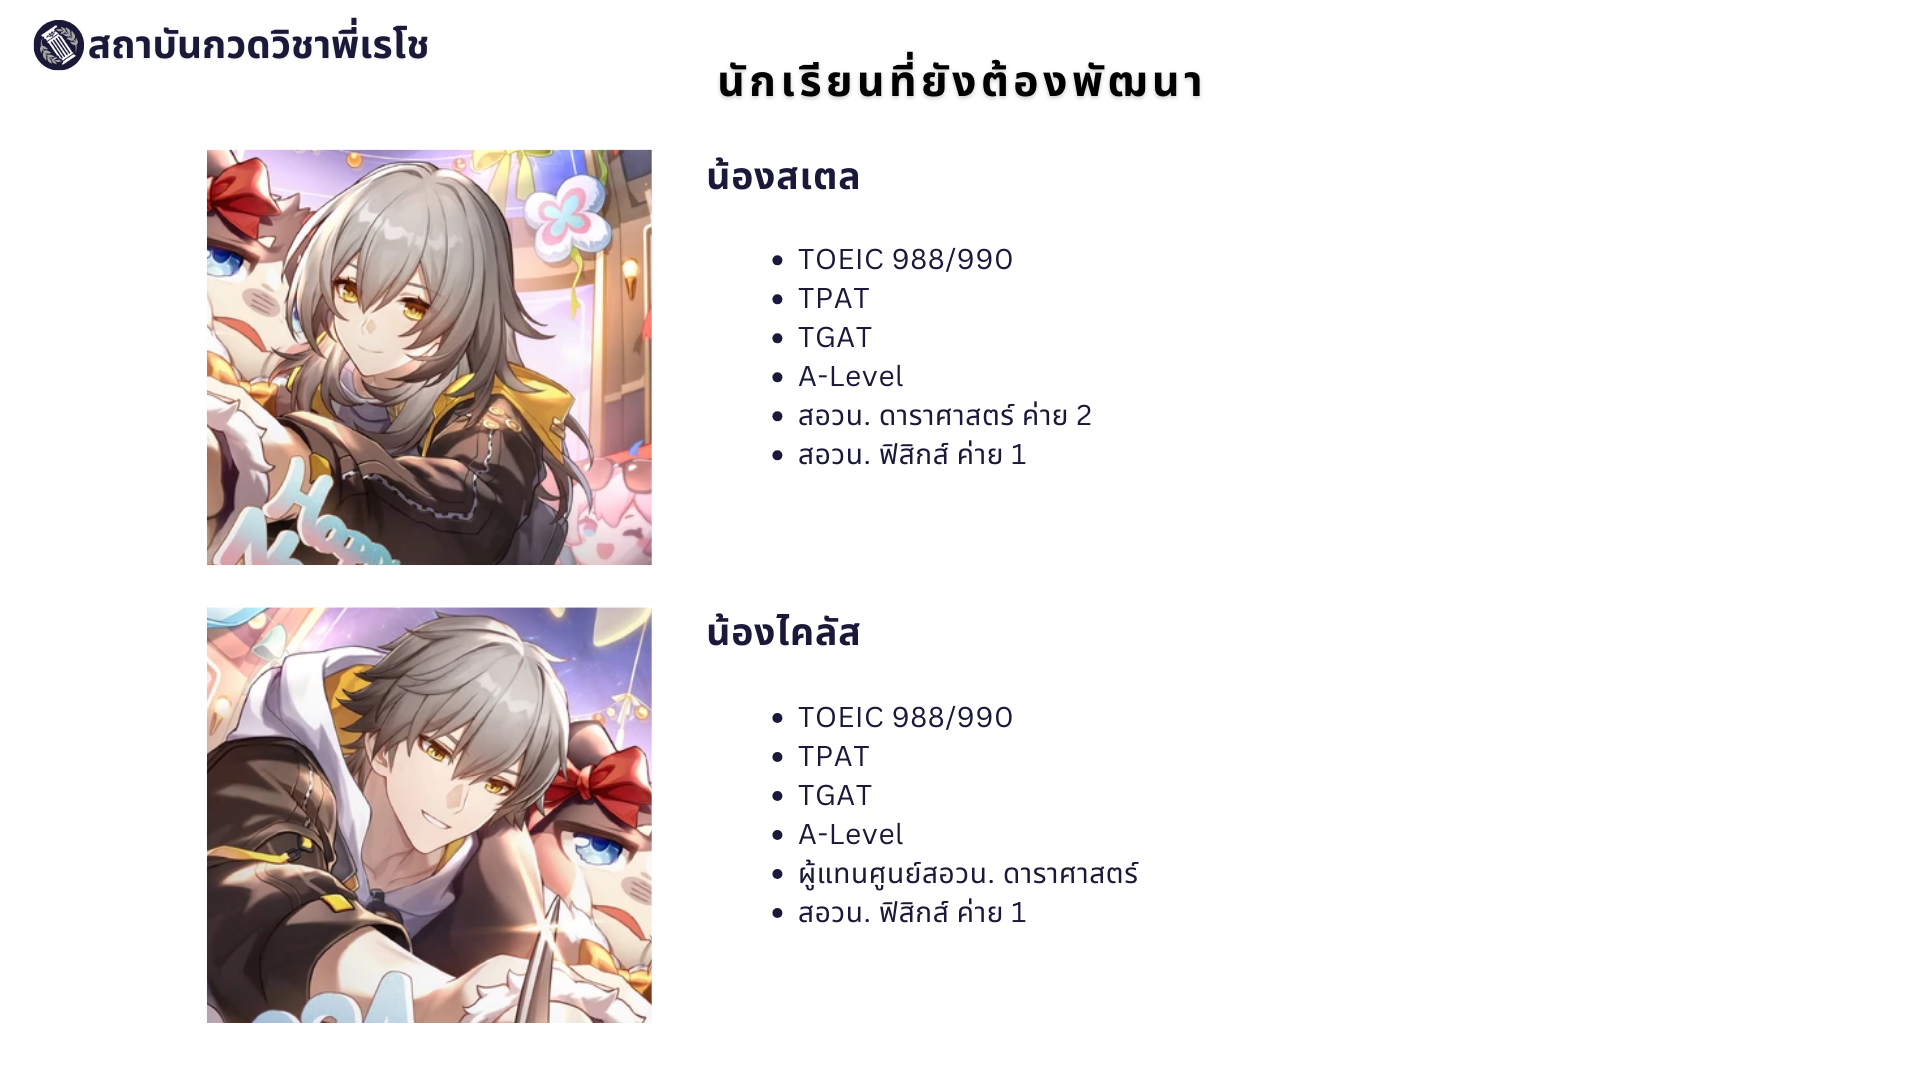 สถาบันกวดวิชาพี่เรโช
นักเรียนที่ยังต้องพัฒนา
น้องสเตล
TOEIC 988/990
TPAT
TGAT
A-Level
สอวน. ดาราศาสตร์ ค่าย 2
สอวน. ฟิสิกส์ ค่าย 1
น้องไคลัส
TOEIC 988/990
TPAT
TGAT
A-Level
ผู้แทนศูนย์สอวน. ดาราศาสตร์
สอวน. ฟิสิกส์ ค่าย 1